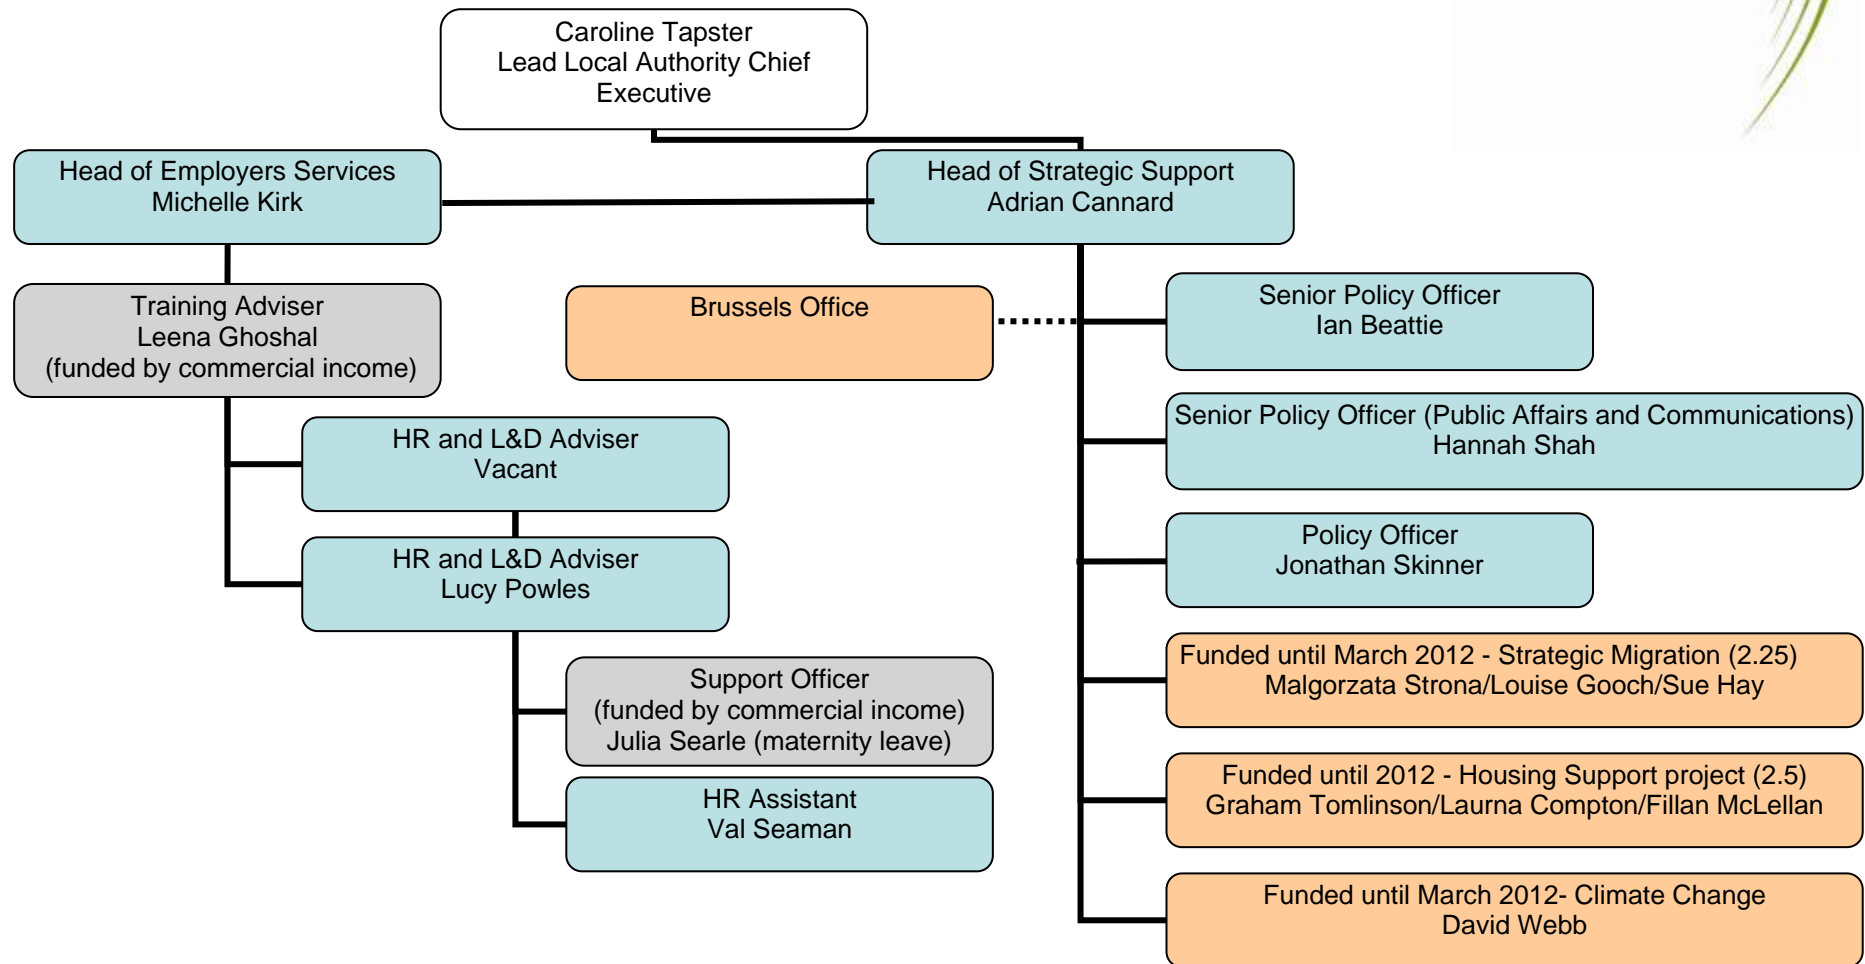 Caroline Tapster
Lead Local Authority Chief
Executive
Head of Employers Services
Michelle Kirk
Head of Strategic Support
Adrian Cannard
Training Adviser
Leena Ghoshal
(funded by commercial income)
Brussels Office
Senior Policy Officer
Ian Beattie
HR and L&D Adviser
Vacant
Senior Policy Officer (Public Affairs and Communications)
Hannah Shah
HR and L&D Adviser
Lucy Powles
Policy Officer
Jonathan Skinner
Support Officer
(funded by commercial income)
Julia Searle (maternity leave)
Funded until March 2012 - Strategic Migration (2.25)
Malgorzata Strona/Louise Gooch/Sue Hay
HR Assistant
Val Seaman
Funded until 2012 - Housing Support project (2.5)
Graham Tomlinson/Laurna Compton/Fillan McLellan
Funded until March 2012- Climate Change
David Webb